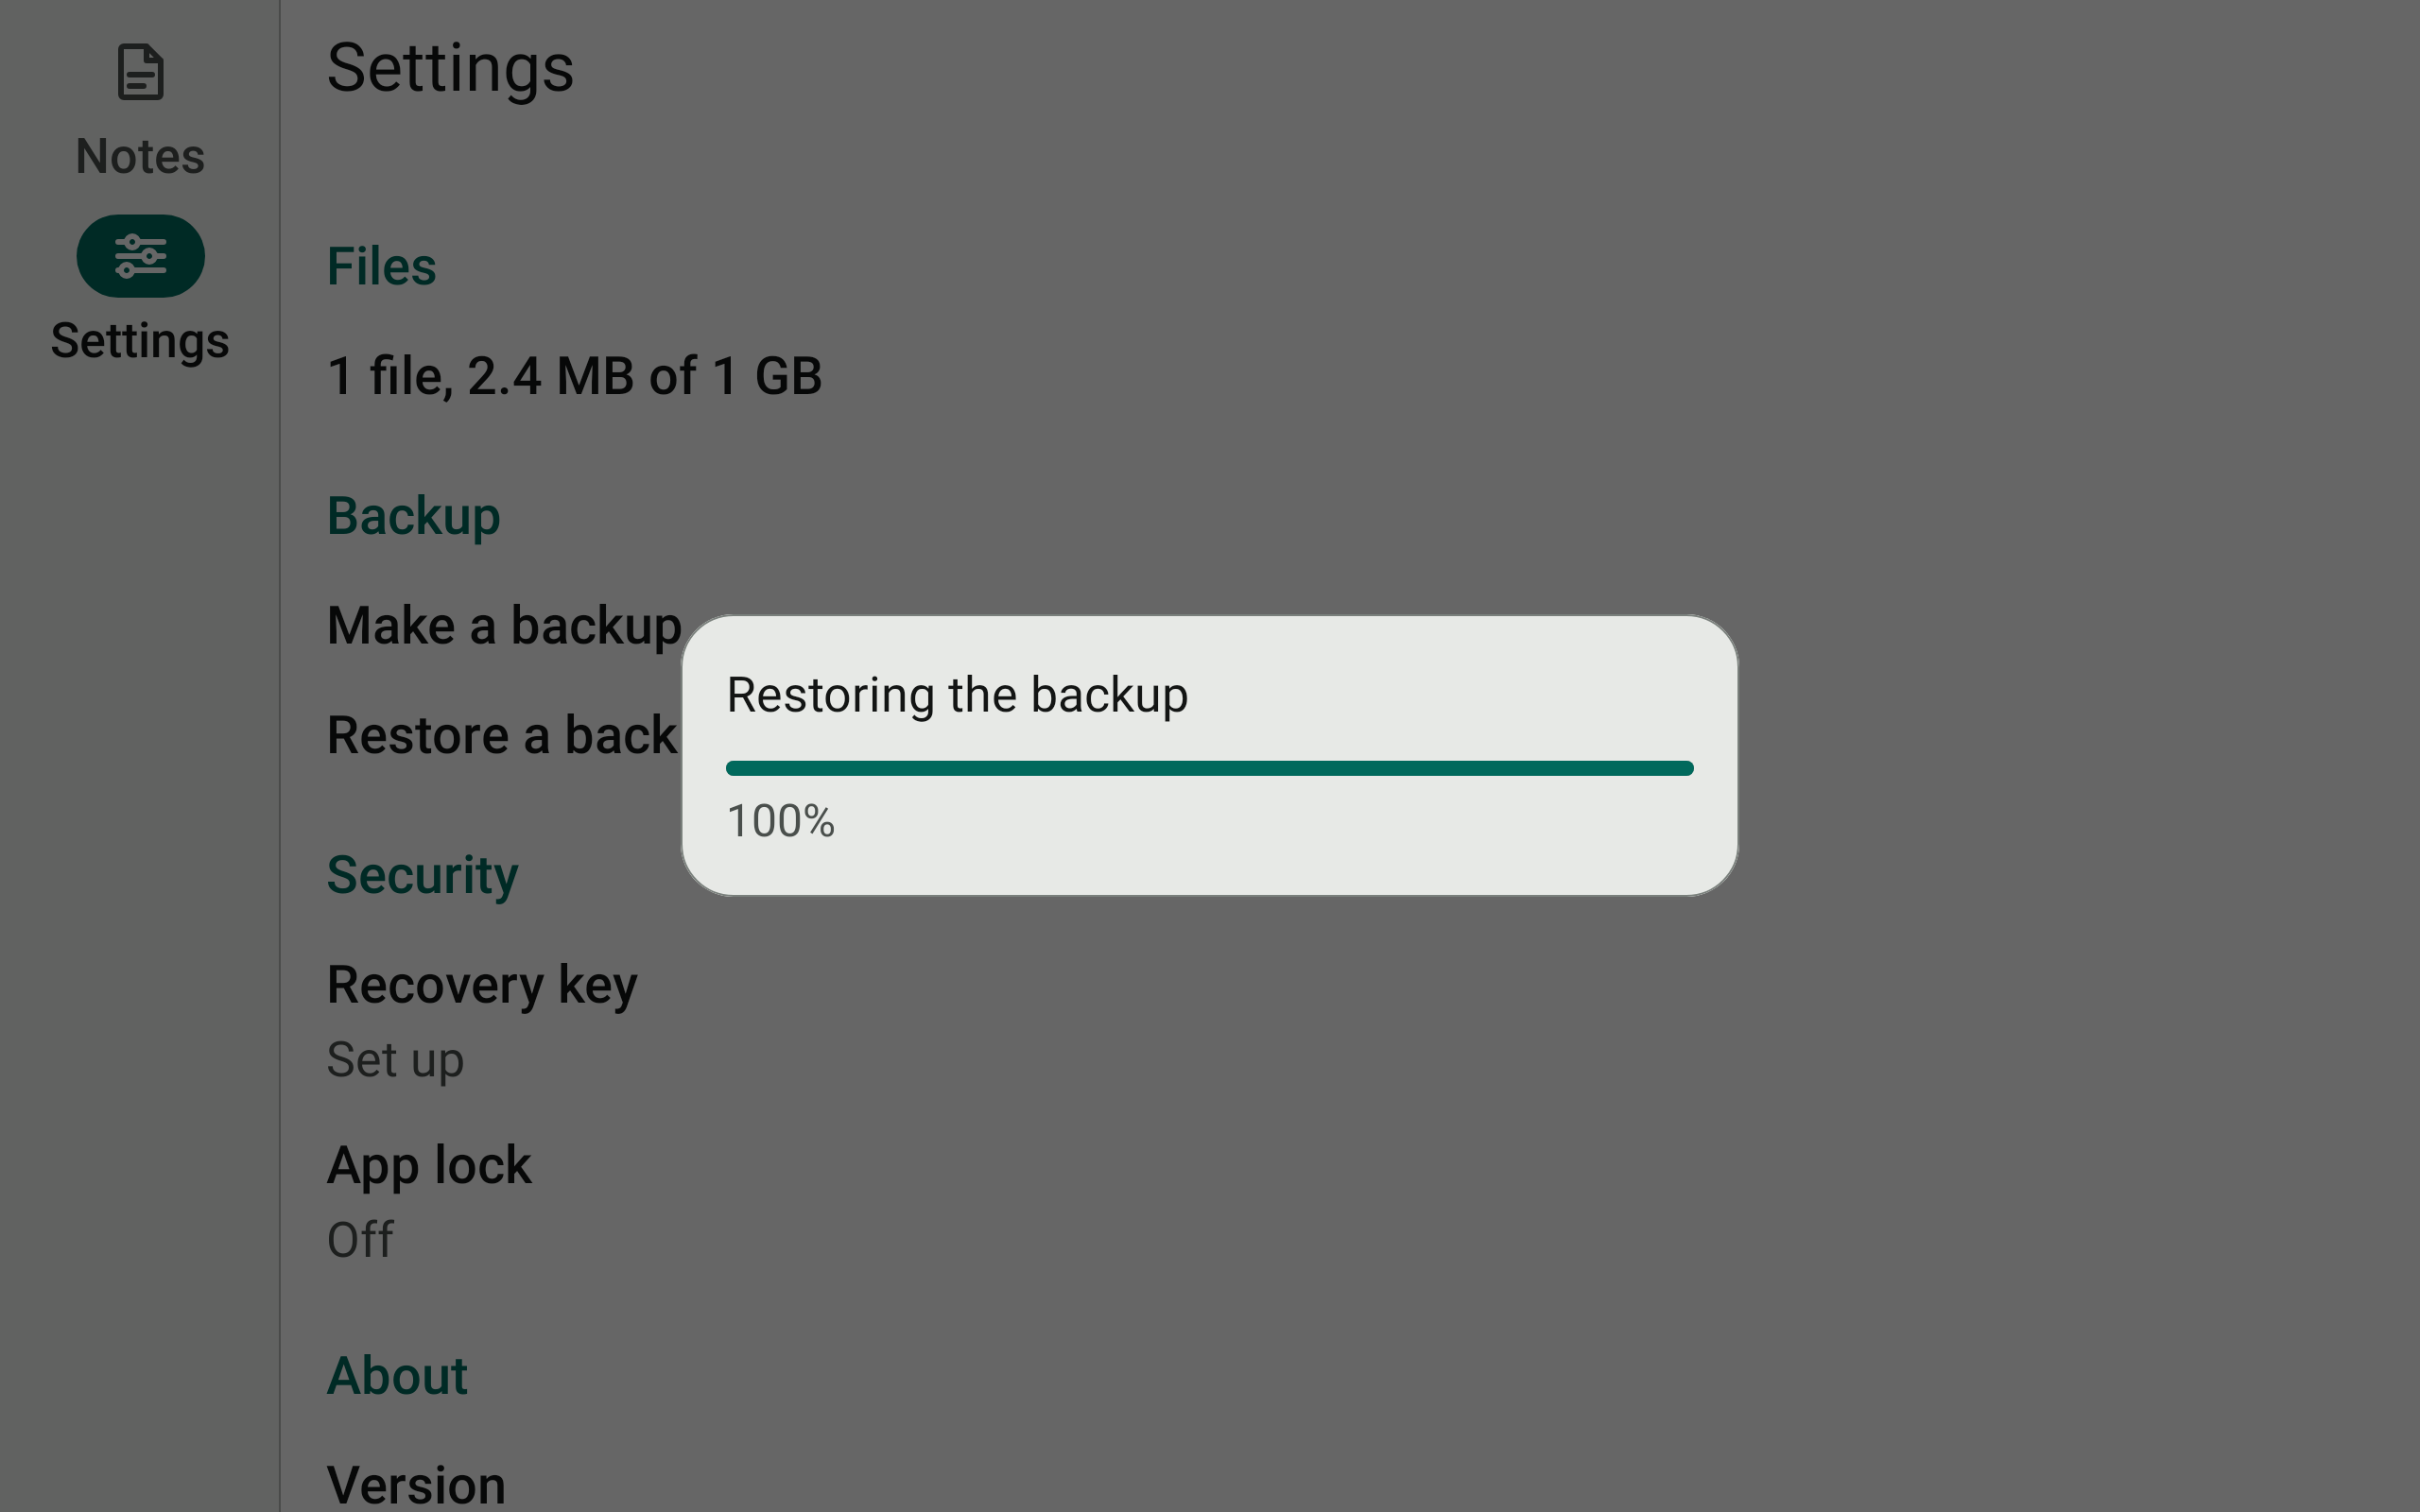 Settings
Notes
Settings
Files
1 file, 2.4 MB of 1 GB
Backup
Make a backup
Restore a back
Restoring the backup
100%
Security
Recovery key
Set up
App lock
Off
About
Version